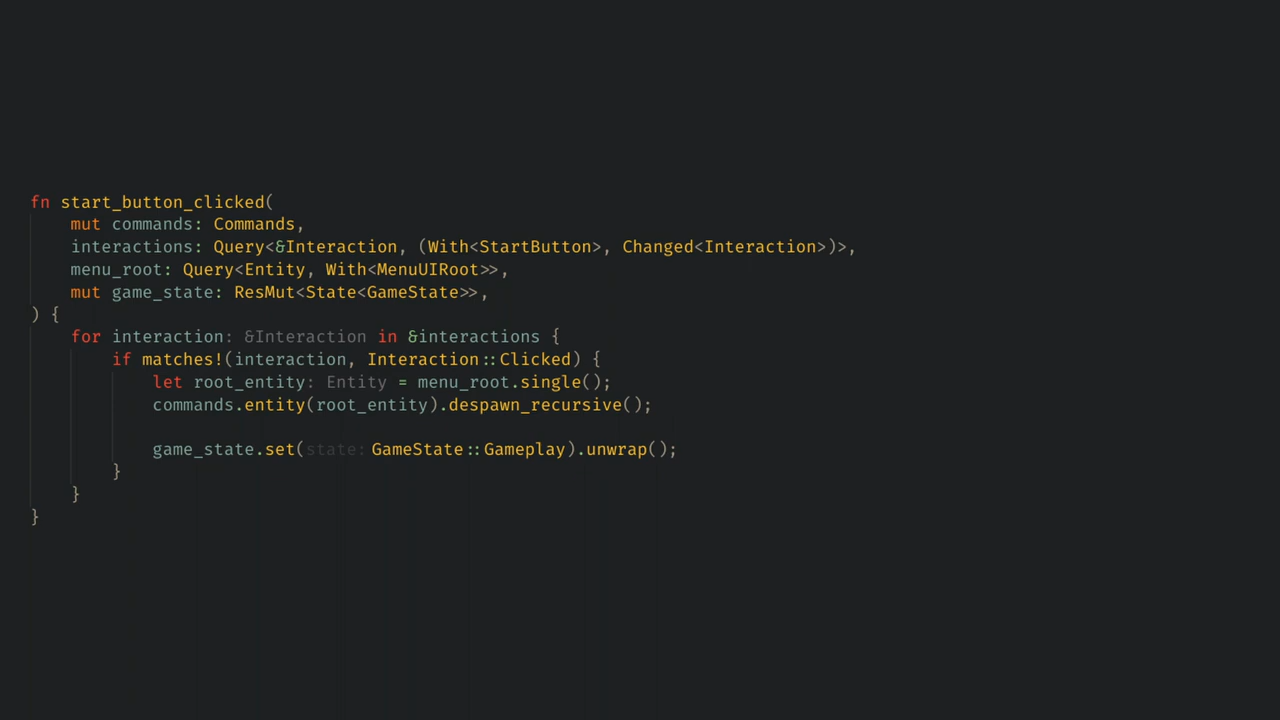 fn start_button_clicked(
    mut commands: Commands,
    interactions: Query<&Interaction, (With<StartButton>, Changed<Interaction>)>,
    menu_root: Query<Entity, With<MenuUIRoot>>,
    mut game_state: ResMut<State<GameState>>,
) {
    for interaction: &Interaction in &interactions {
        if matches!(interaction, Interaction::Clicked) {
            let root_entity: Entity = menu_root.single();
            commands.entity(root_entity).despawn_recursive();

            game_state.set(state: GameState::Gameplay).unwrap();
        }
    }
}